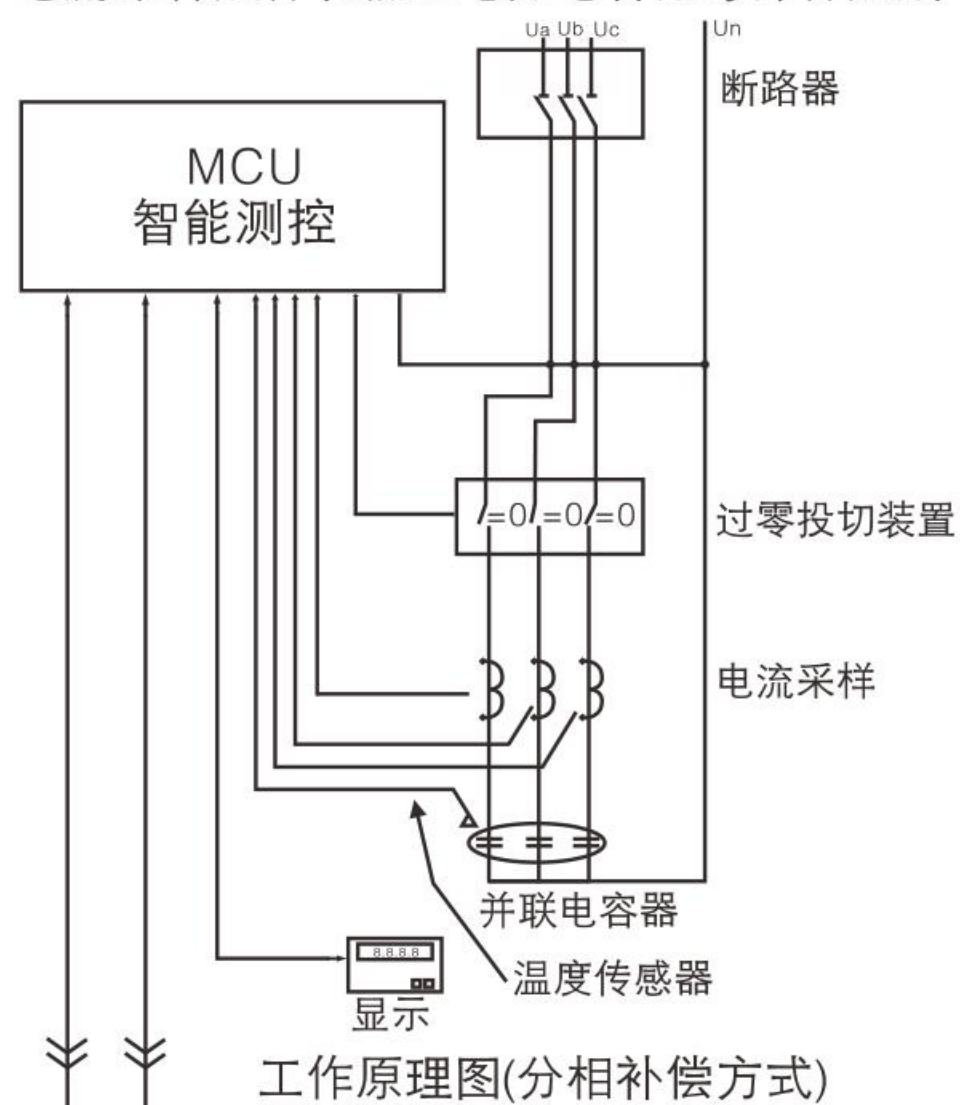 Ua Ub Uc
Un
断路器
MCU
智能测控
=0 =0 =0
过零投切装置
电流采样
并联电容器
8.8.8.8
温度传感器
显示
工作原理图(分相补偿方式)